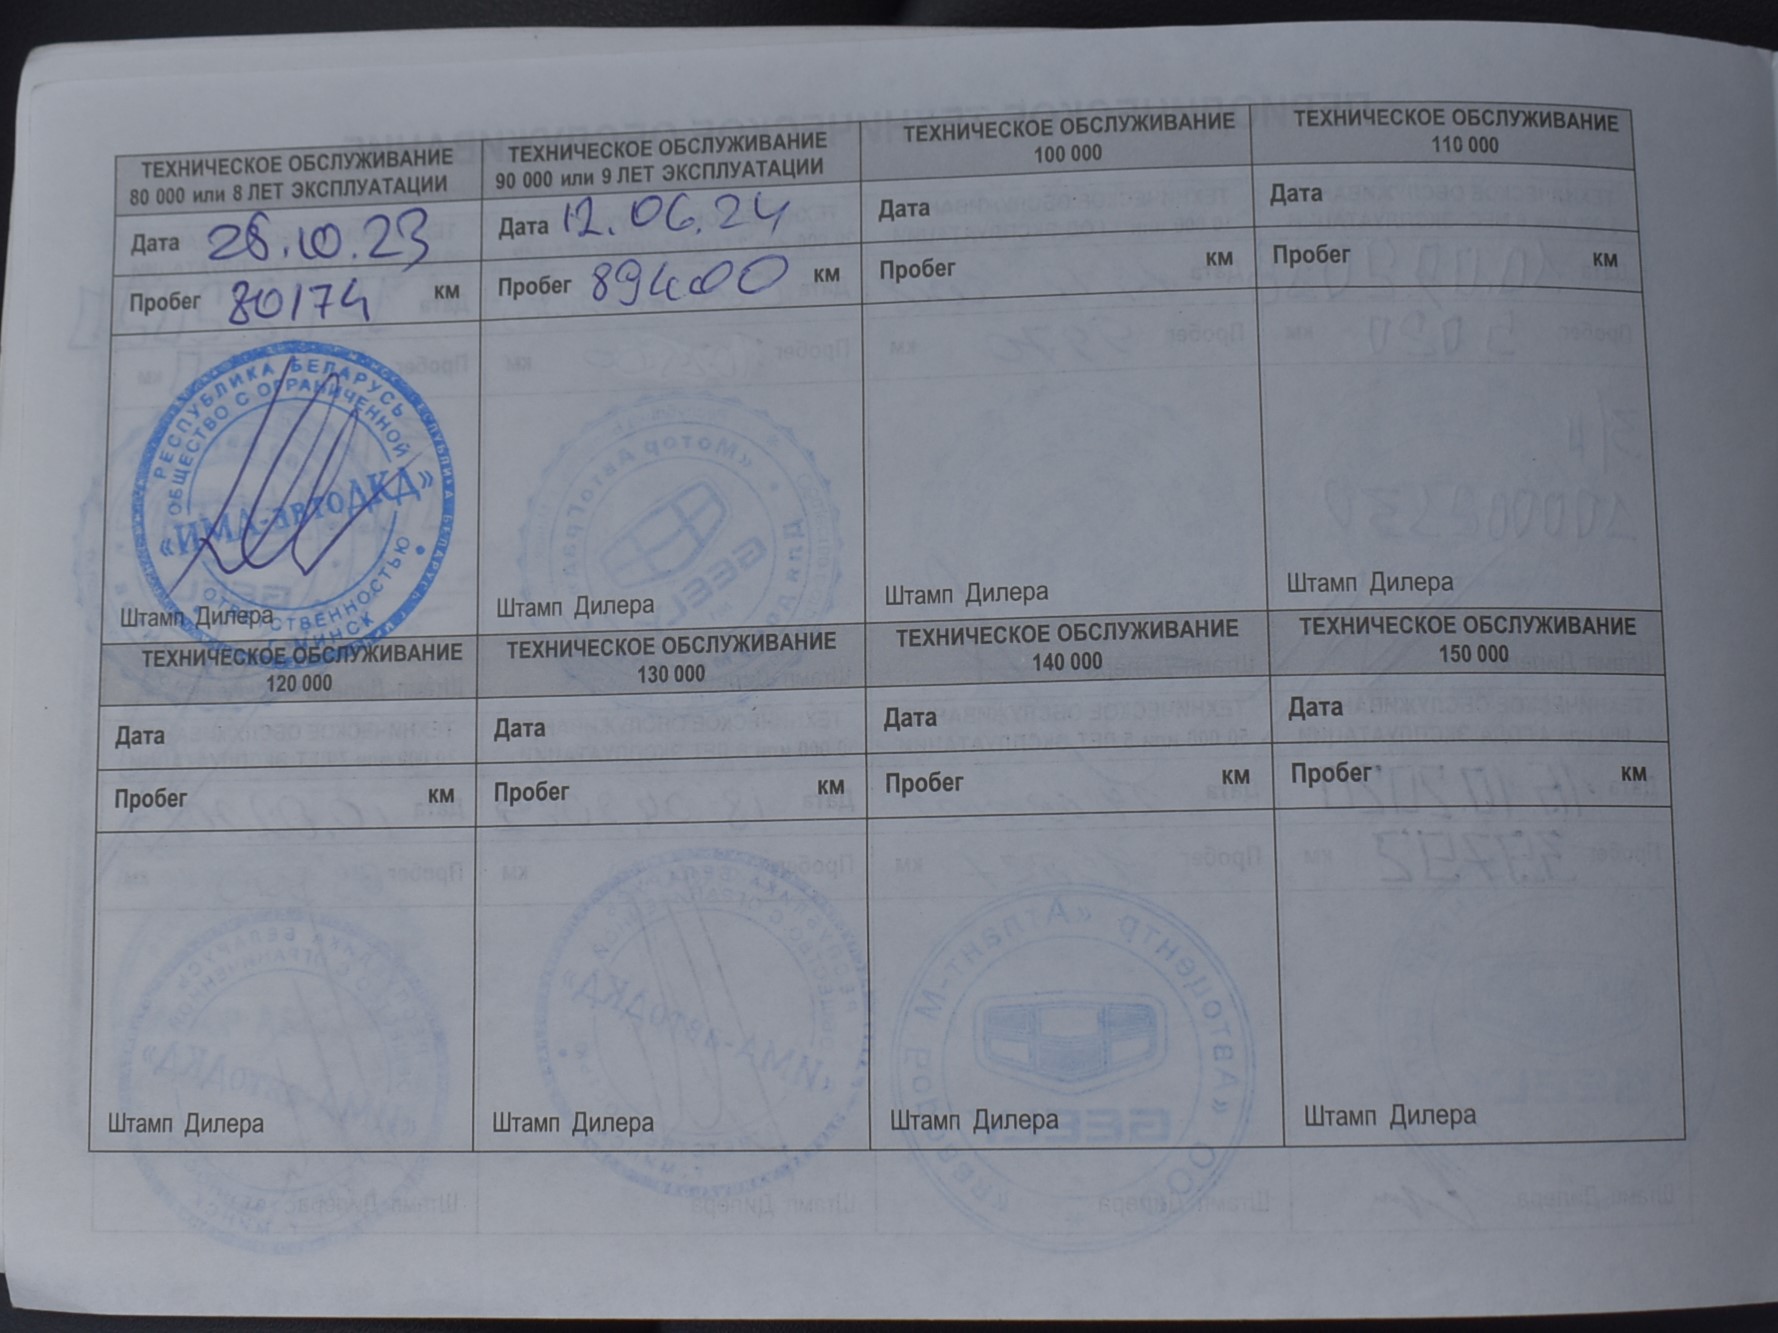 ТЕХНИЧЕСКОЕ ОБСЛУЖИВАНИЕ
80 000 или 8 ЛЕТ ЭКСПЛУАТАЦИИ
Дата 26.10.23
Пробег 80174 км
РЕСПУБЛИКА БЕЛАРУСЬ
ОБЩЕСТВО С ОГРАНИЧЕННОЙ
«ИМА-автоДКД»
ОТВЕТСТВЕННОСТЬЮ
МИНСК
Штамп Дилера
ТЕХНИЧЕСКОЕ ОБСЛУЖИВАНИЕ
90 000 или 9 ЛЕТ ЭКСПЛУАТАЦИИ
Дата 12.06.24
Пробег 89400 км
Штамп Дилера
ТЕХНИЧЕСКОЕ ОБСЛУЖИВАНИЕ
100 000
Дата
Пробег км
Штамп Дилера
ТЕХНИЧЕСКОЕ ОБСЛУЖИВАНИЕ
110 000
Дата
Пробег км
Штамп Дилера
ТЕХНИЧЕСКОЕ ОБСЛУЖИВАНИЕ
120 000
Дата
Пробег км
Штамп Дилера
ТЕХНИЧЕСКОЕ ОБСЛУЖИВАНИЕ
130 000
Дата
Пробег км
Штамп Дилера
ТЕХНИЧЕСКОЕ ОБСЛУЖИВАНИЕ
140 000
Дата
Пробег км
Штамп Дилера
ТЕХНИЧЕСКОЕ ОБСЛУЖИВАНИЕ
150 000
Дата
Пробег км
Штамп Дилера